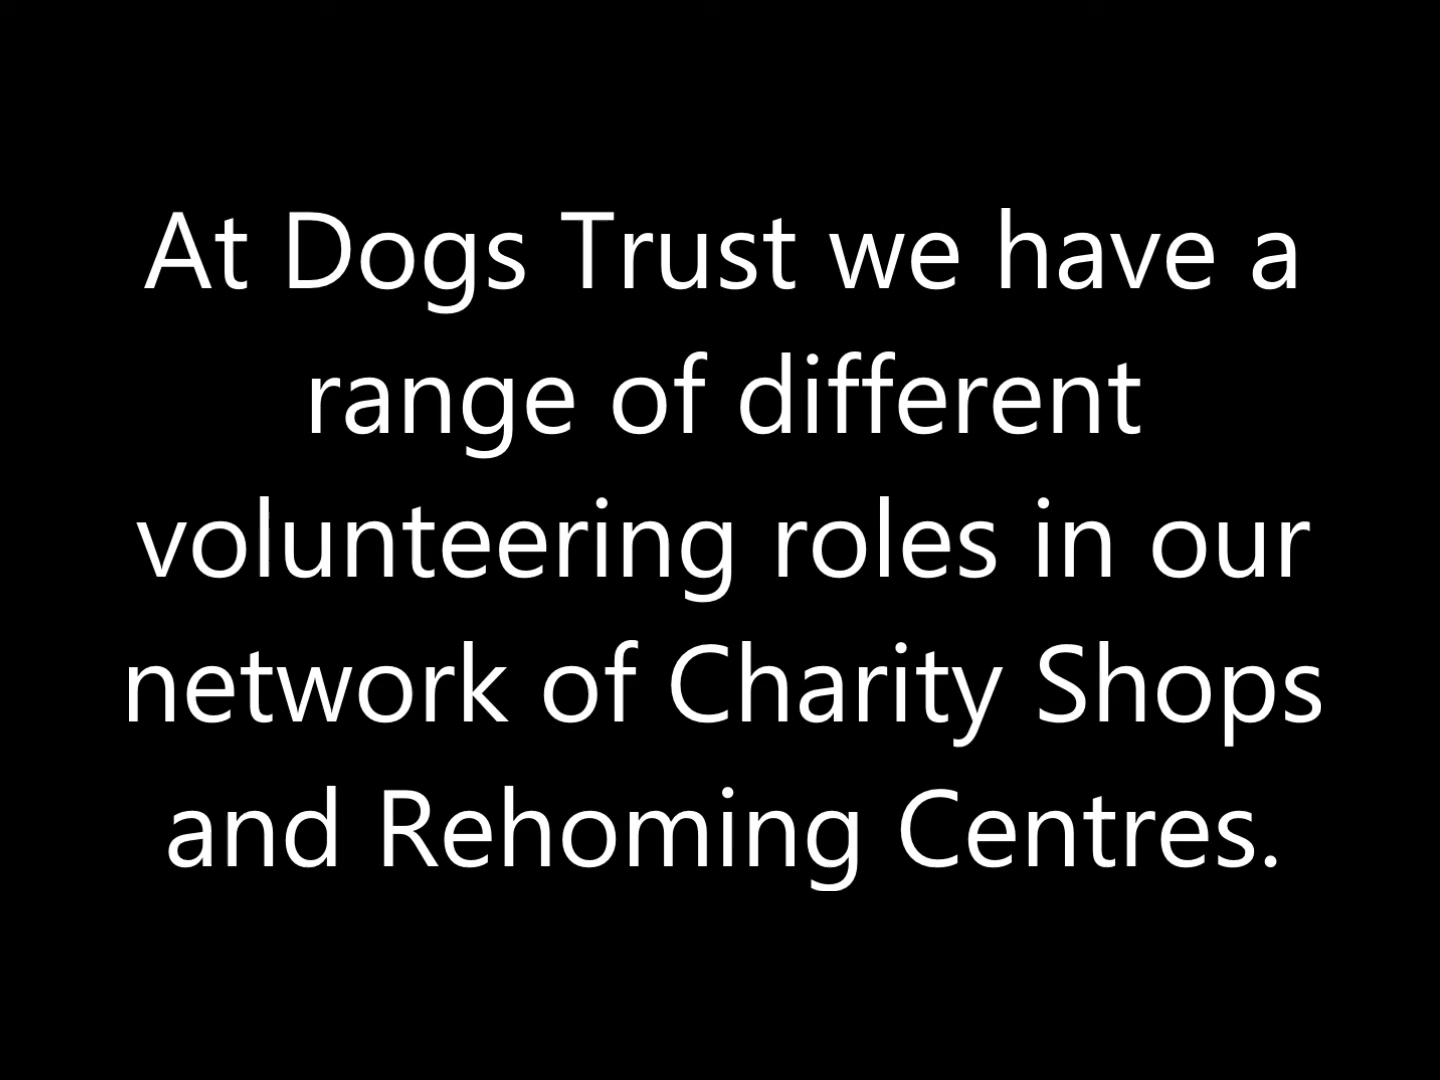 At Dogs Trust we have a
range of different
volunteering roles in our
network of Charity Shops
and Rehoming Centres.